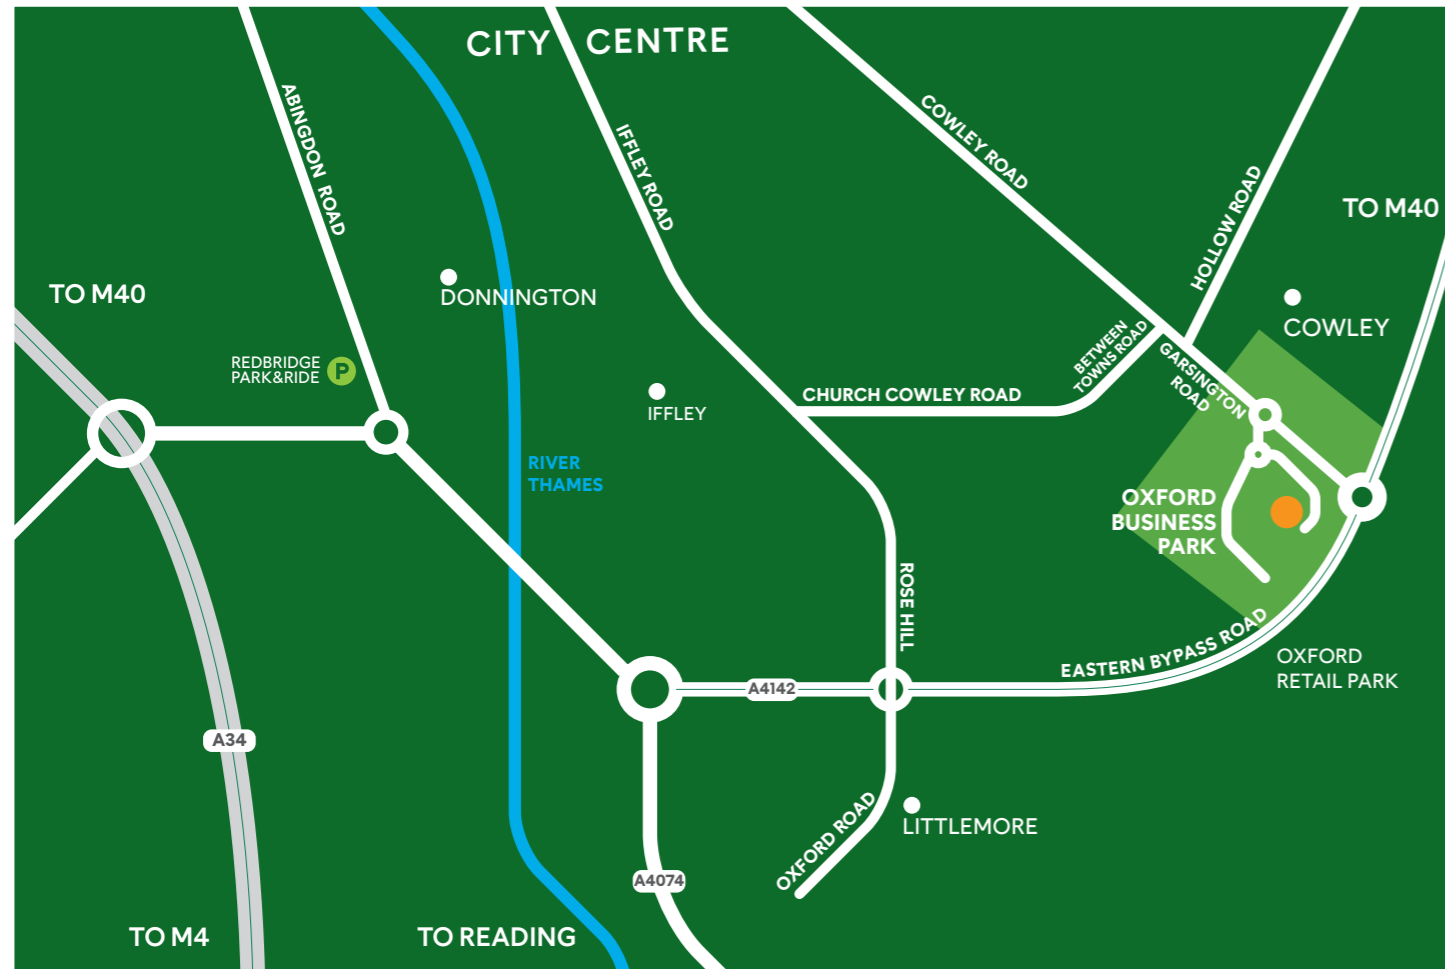 CITY CENTRE
ABINGDON ROAD
IFFLEY ROAD
COWLEY ROAD
HOLLOW ROAD
TO M40
TO M40
DONNINGTON
COWLEY
REDBRIDGE
PARK&RIDE
P
BETWEEN
TOWNS ROAD
GARSINGTON
ROAD
CHURCH COWLEY ROAD
IFFLEY
RIVER
THAMES
OXFORD
BUSINESS
PARK
ROSE HILL
EASTERN BYPASS ROAD
OXFORD
RETAIL PARK
A4142
A34
OXFORD ROAD
LITTLEMORE
A4074
TO M4
TO READING